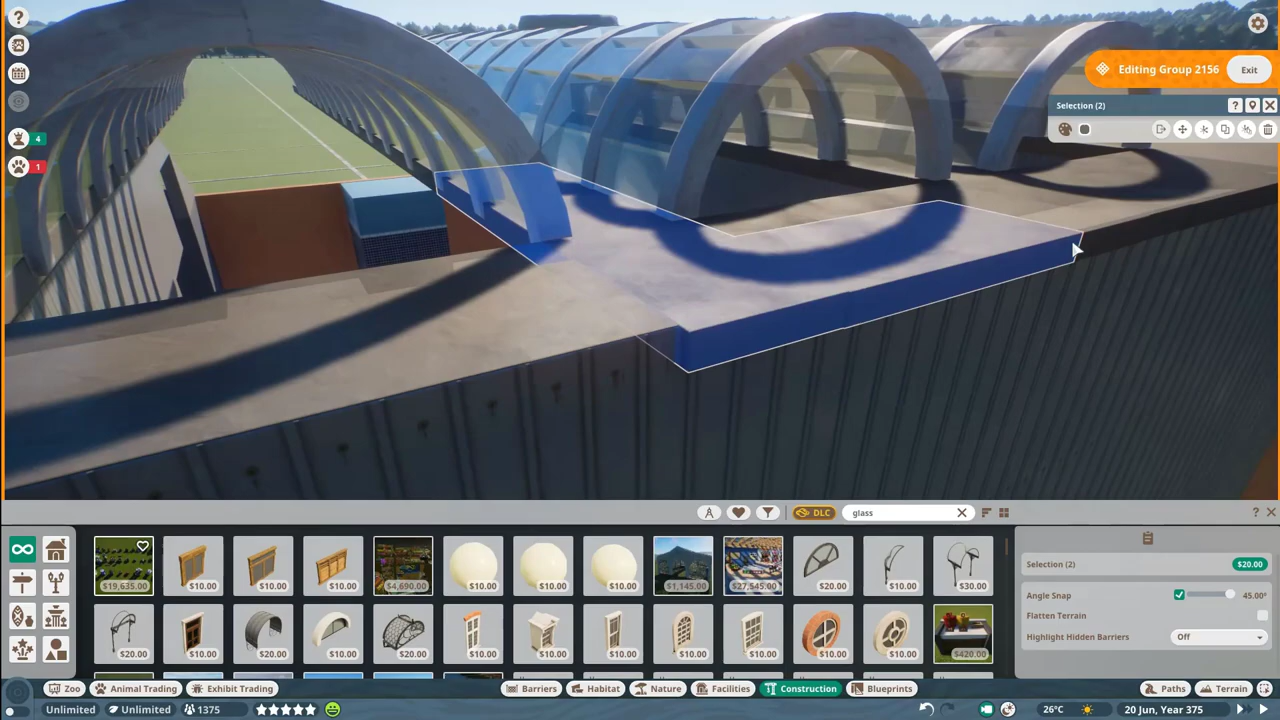 ?
Editing Group 2156 Exit
Selection (2) ?
4
1
DLC glass ?
$19,635.00 $10.00 $10.00 $10.00 $4,690.00 $10.00 $10.00 $10.00 $1,145.00 $27,545.00 $20.00 $10.00 $30.00
$20.00 $10.00 $20.00 $10.00 $20.00 $10.00 $10.00 $10.00 $10.00 $10.00 $10.00 $10.00 $420.00
Selection (2) $20.00
Angle Snap 45.00°
Flatten Terrain
Highlight Hidden Barriers Off
Zoo Animal Trading Exhibit Trading Barriers Habitat Nature Facilities Construction Blueprints Paths Terrain
Unlimited Unlimited 1375 26°C 20 Jun, Year 375